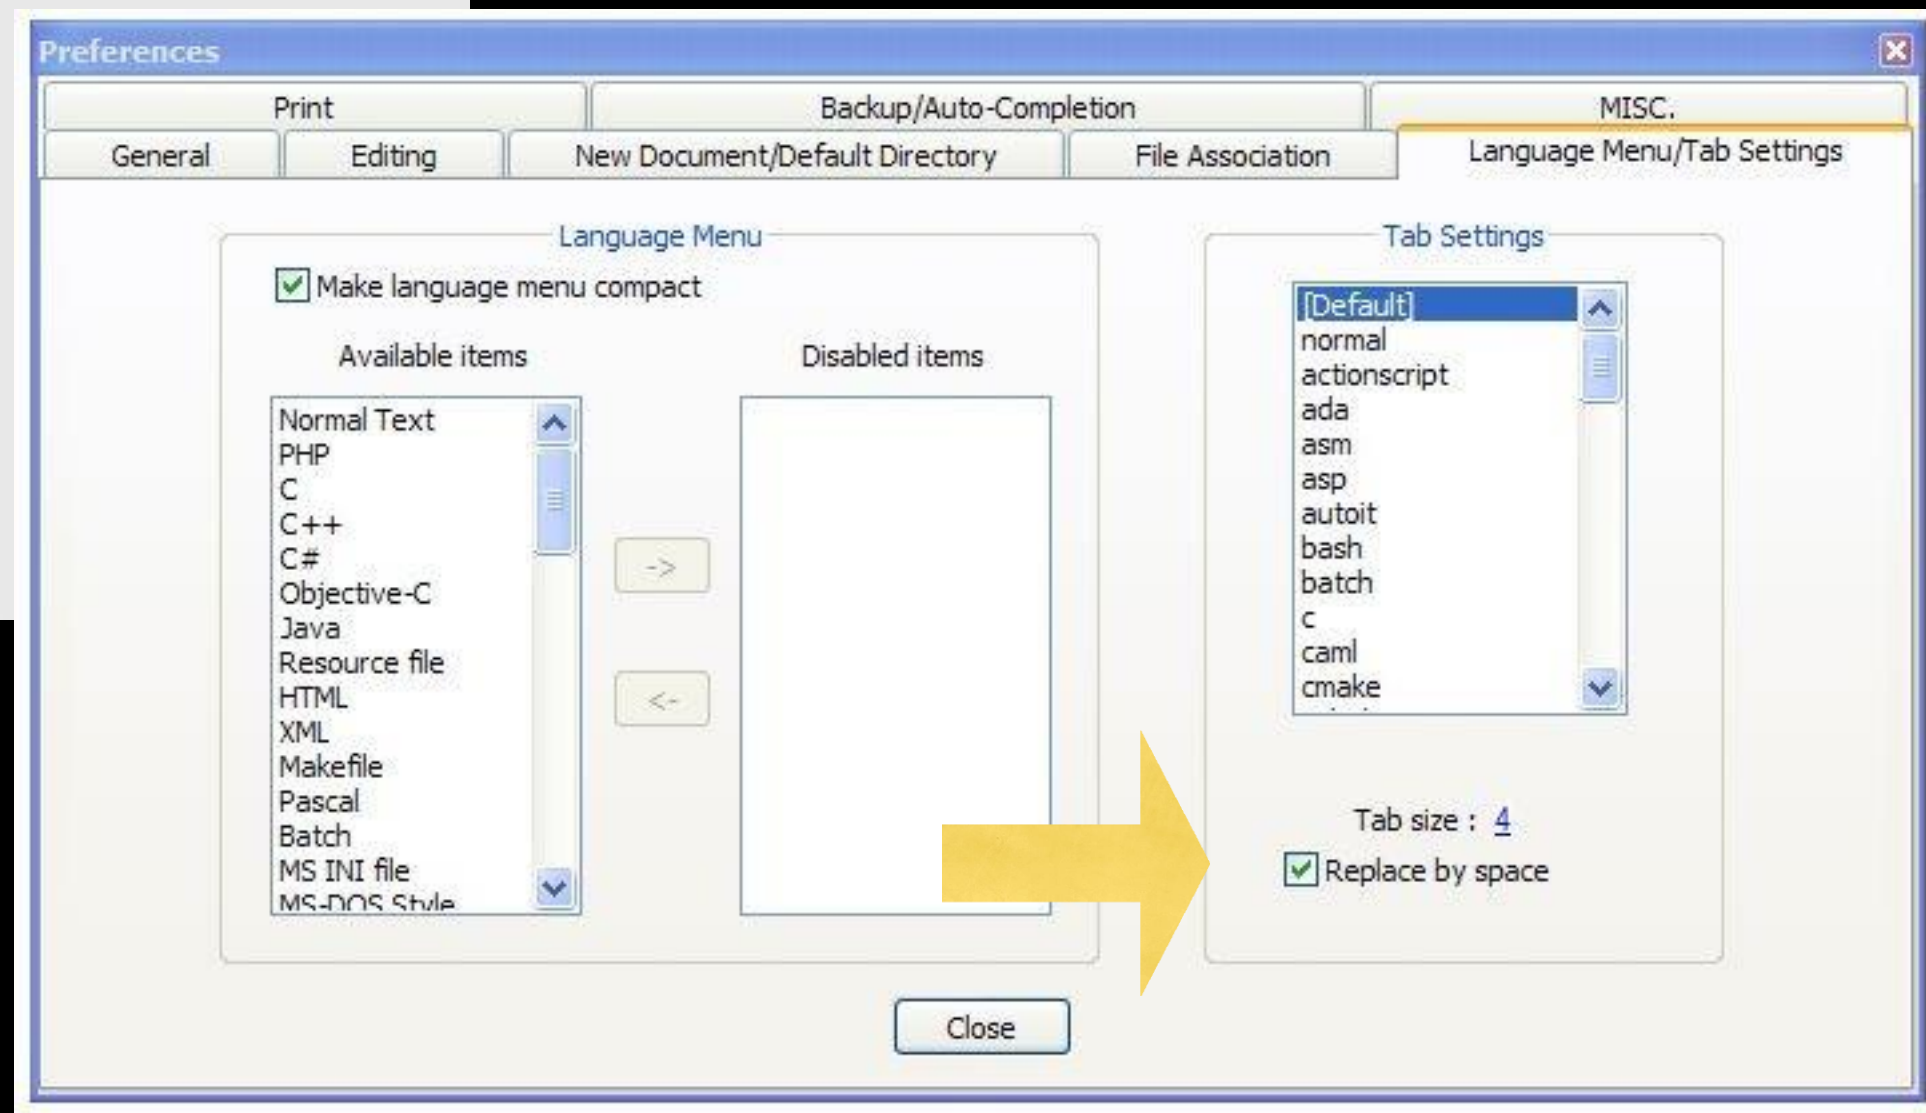 Preferences
Print
Backup/Auto-Completion
MISC.
General
Editing
New Document/Default Directory
File Association
Language Menu/Tab Settings
Language Menu
Make language menu compact
Available items
Disabled items
Normal Text
PHP
C
C++
C#
Objective-C
Java
Resource file
HTML
XML
Makefile
Pascal
Batch
MS INI file
MS-DOS Style
->
<-
Tab Settings
[Default]
normal
actionscript
ada
asm
asp
autoit
bash
batch
c
caml
cmake
Tab size : 4
Replace by space
Close